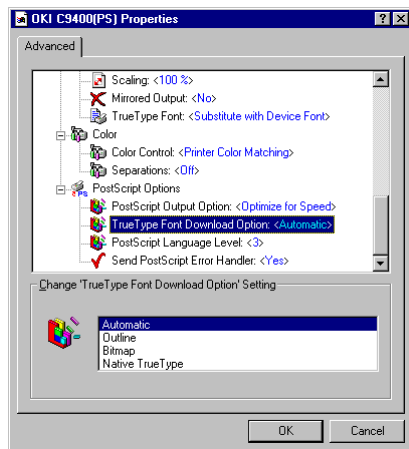 OKI C9400(PS) Properties
Advanced
Scaling: <100 %>
Mirrored Output: <No>
TrueType Font: <Substitute with Device Font>
Color
Color Control: <Printer Color Matching>
Separations: <Off>
PostScript Options
PostScript Output Option: <Optimize for Speed>
TrueType Font Download Option: <Automatic>
PostScript Language Level: <3>
Send PostScript Error Handler: <Yes>
Change 'TrueType Font Download Option' Setting
Automatic
Outline
Bitmap
Native TrueType
OK Cancel